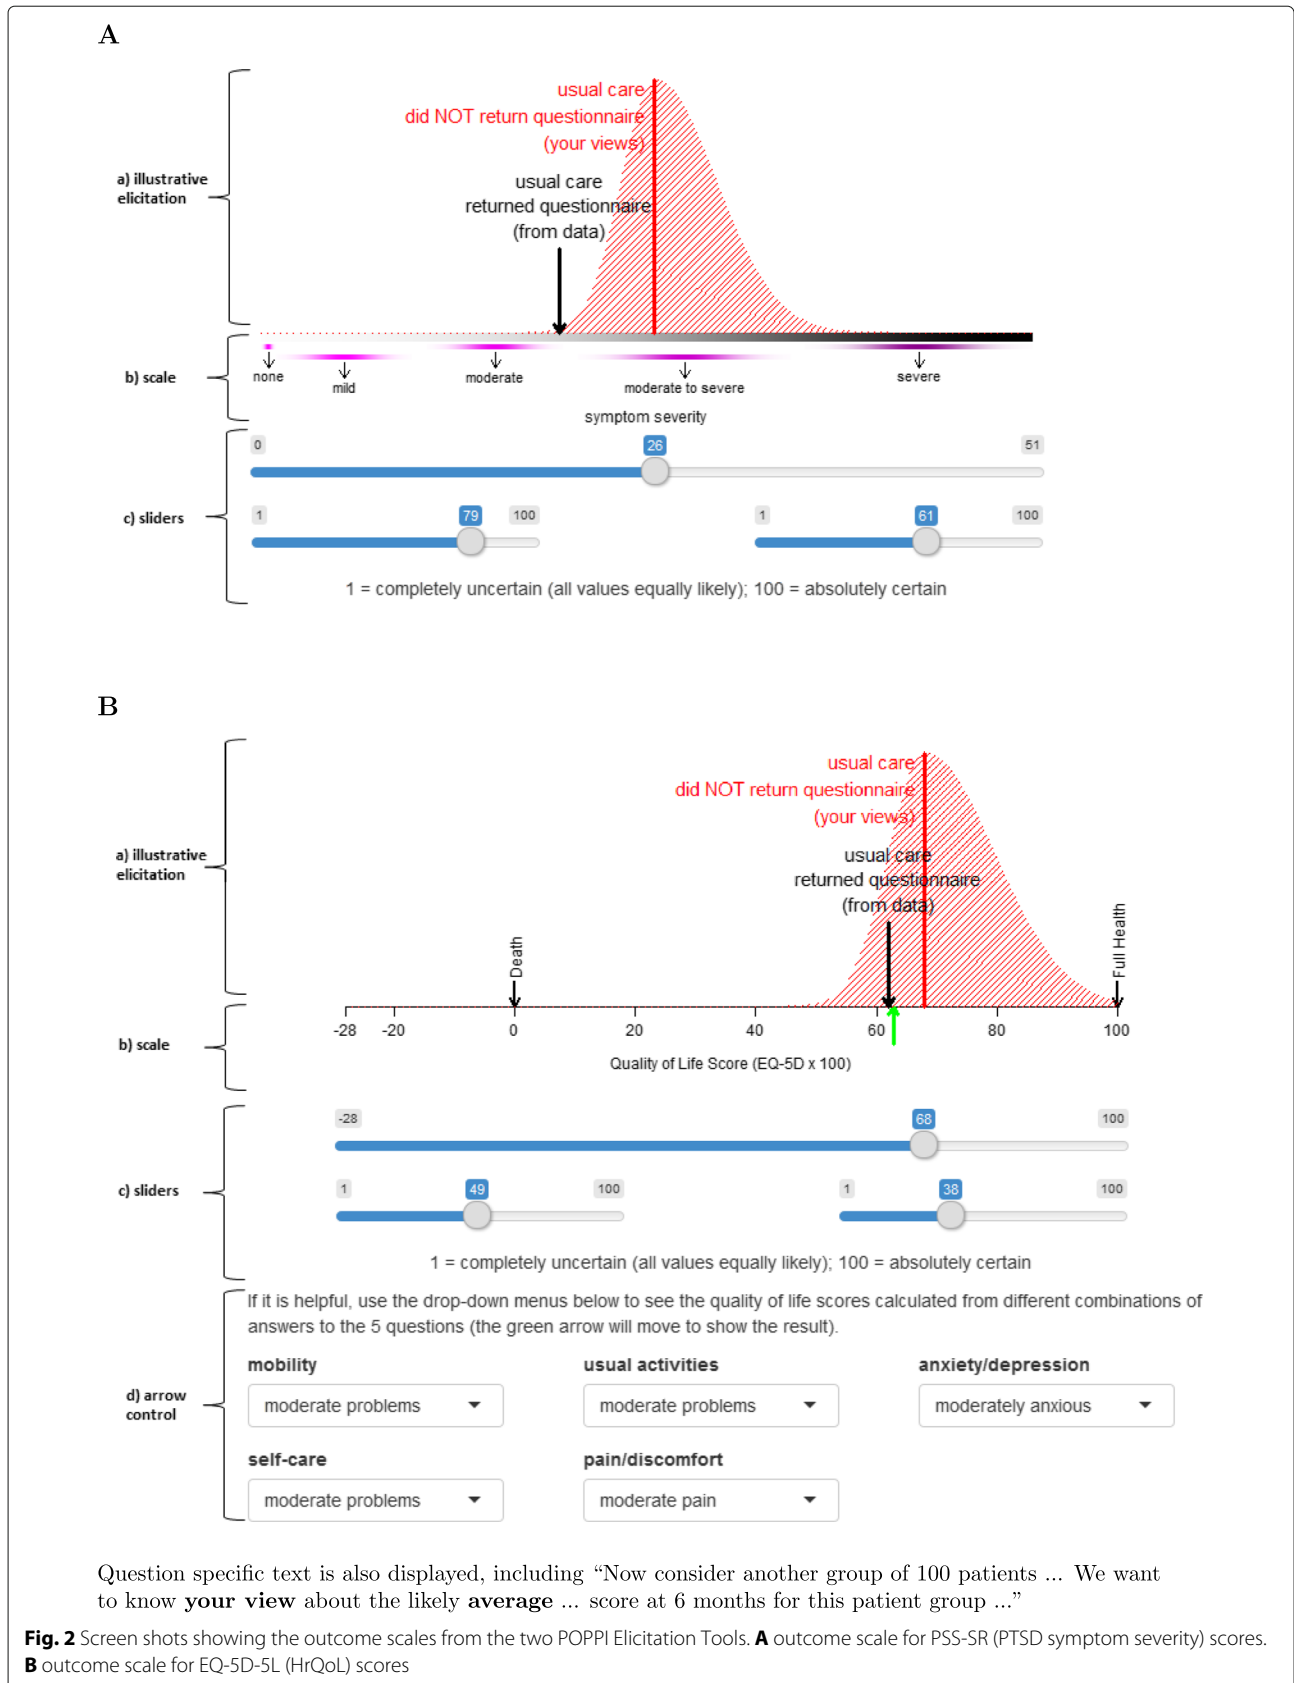 A
usual care
did NOT return questionnaire
(your views)
usual care
returned questionnaire
(from data)
a) illustrative
elicitation
b) scale
none
mild
moderate
moderate to severe
severe
symptom severity
0
26
51
c) sliders
1
79
100
1
61
100
1 = completely uncertain (all values equally likely); 100 = absolutely certain
B
usual care
did NOT return questionnaire
(your views)
a) illustrative
elicitation
usual care
returned questionnaire
(from data)
Death
Full Health
-28 -20 0 20 40 60 80 100
b) scale
Quality of Life Score (EQ-5D x 100)
-28
68
100
c) sliders
1
49
100
1
38
100
1 = completely uncertain (all values equally likely); 100 = absolutely certain
If it is helpful, use the drop-down menus below to see the quality of life scores calculated from different combinations of
answers to the 5 questions (the green arrow will move to show the result).
mobility usual activities anxiety/depression
d) arrow
control
moderate problems moderate problems moderately anxious
self-care pain/discomfort
moderate problems moderate pain
Question specific text is also displayed, including “Now consider another group of 100 patients ... We want
to know your view about the likely average ... score at 6 months for this patient group ...”
Fig. 2 Screen shots showing the outcome scales from the two POPPI Elicitation Tools. A outcome scale for PSS-SR (PTSD symptom severity) scores.
B outcome scale for EQ-5D-5L (HrQoL) scores